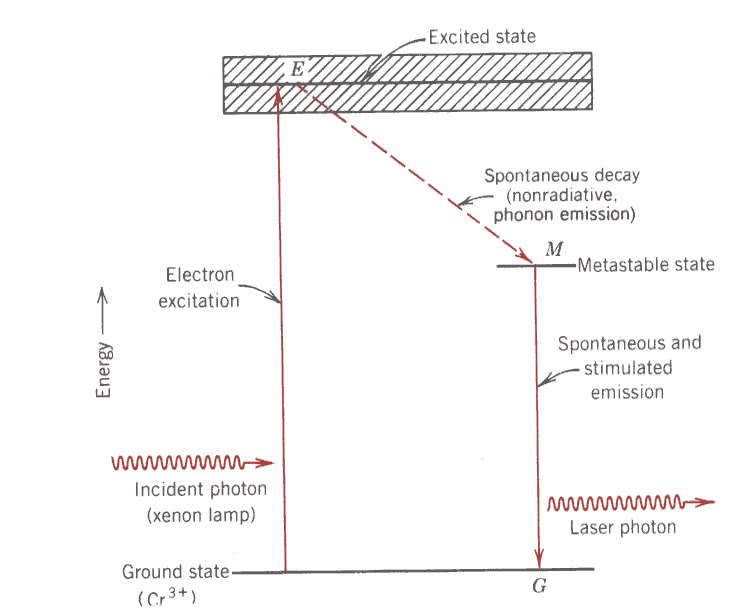 Excited state
E
Spontaneous decay
(nonradiative,
phonon emission)
M
Metastable state
Electron
excitation
Energy
Spontaneous and
stimulated
emission
Incident photon
(xenon lamp)
Laser photon
Ground state
(Cr3+)
G